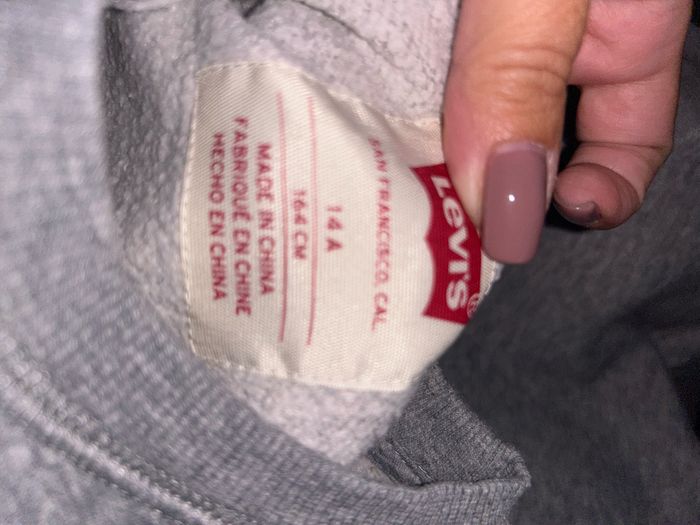 LEVI'S
SAN FRANCISCO, CAL.
14 A
164 CM
MADE IN CHINA
FABRIQUÉ EN CHINE
HECHO EN CHINA